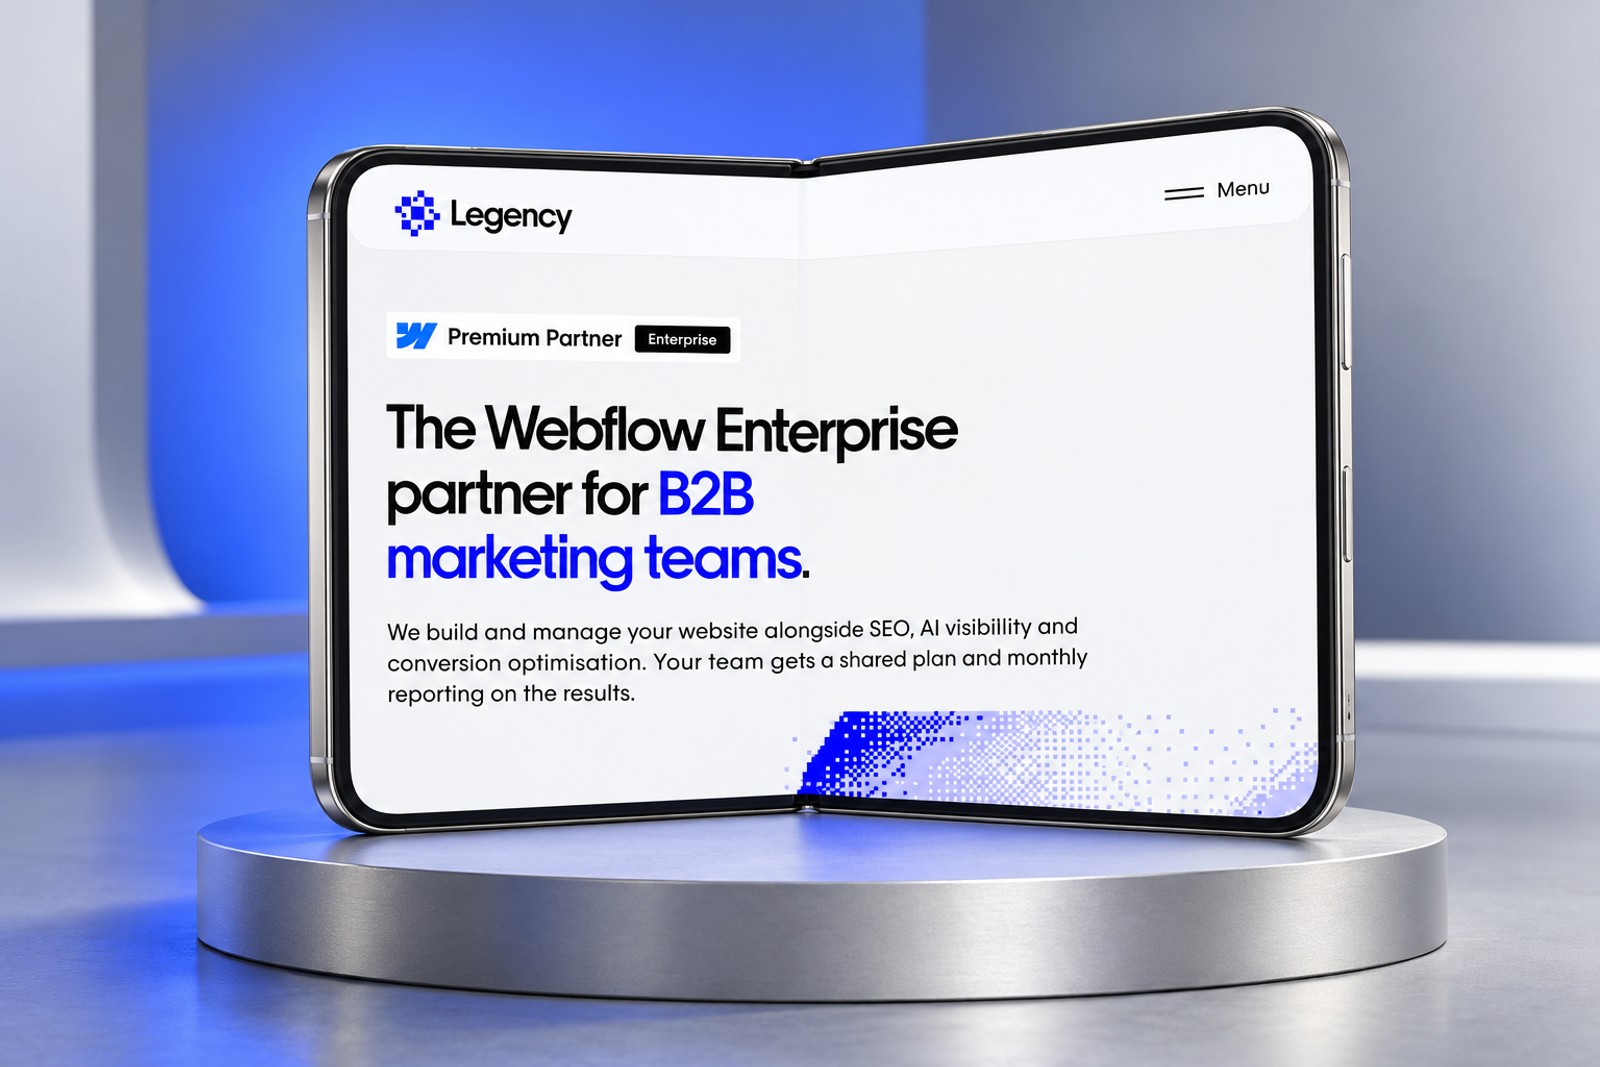 Legency
Menu
Premium Partner Enterprise
The Webflow Enterprise
partner for B2B
marketing teams.
We build and manage your website alongside SEO, AI visibillity and
conversion optimisation. Your team gets a shared plan and monthly
reporting on the results.